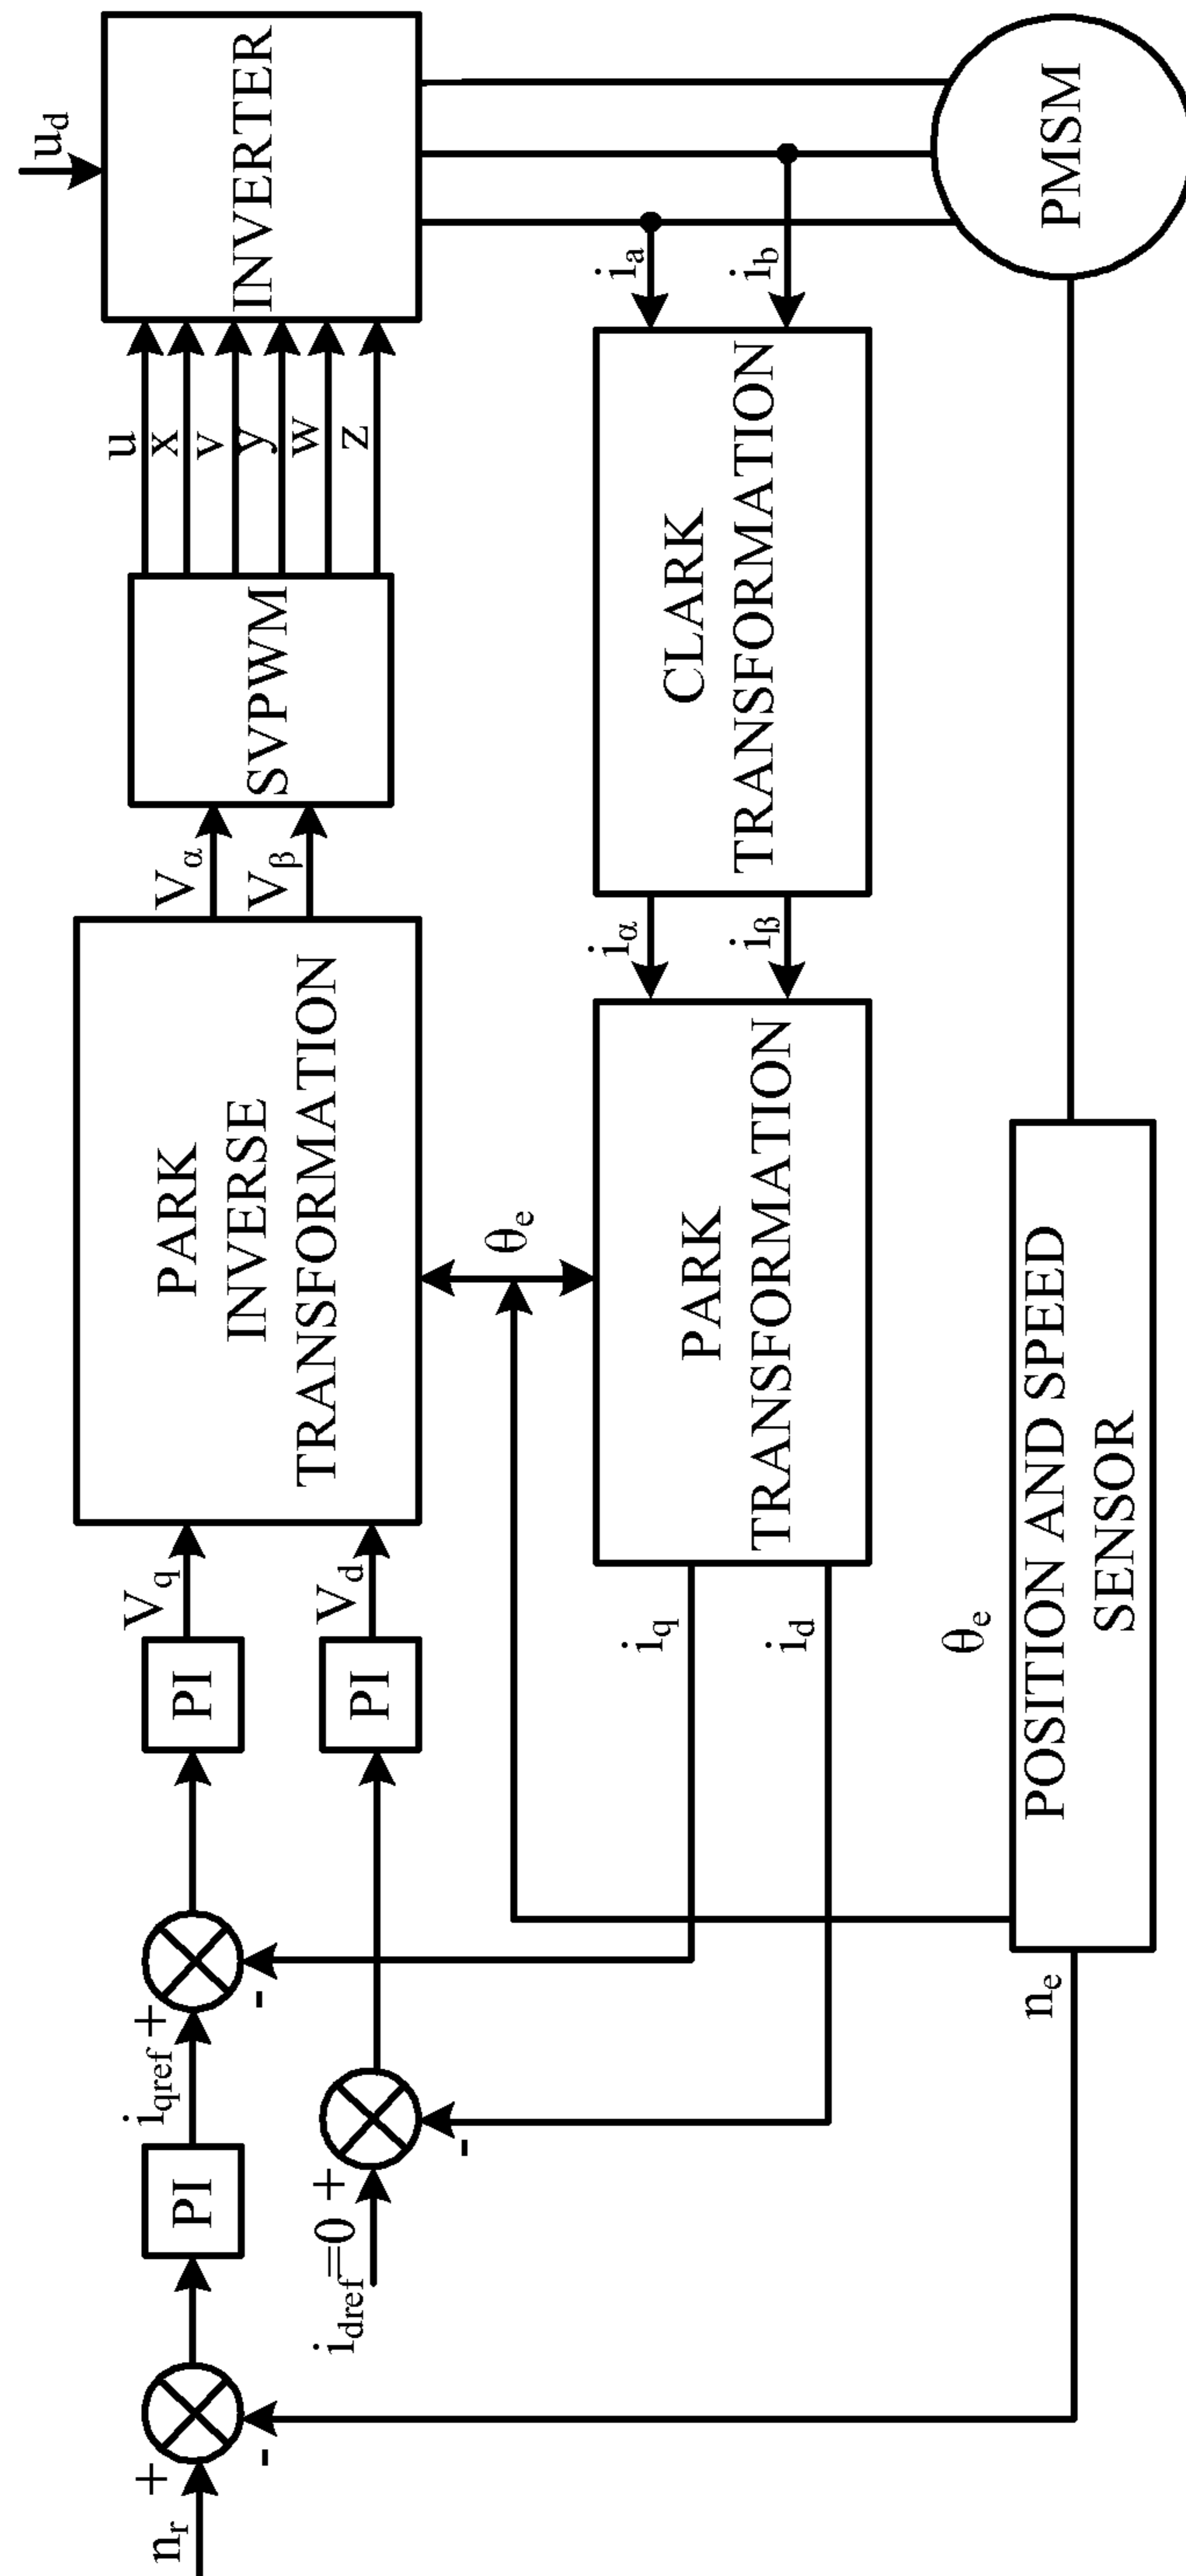 n_r
+
-
PI
i_qref
+
-
PI
V_q
i_dref=0
+
-
PI
V_d
PARK
INVERSE
TRANSFORMATION
V_α
V_β
SVPWM
u
x
v
y
w
z
u_d
INVERTER
θ_e
i_q
i_d
PARK
TRANSFORMATION
i_α
i_β
CLARK
TRANSFORMATION
i_a
i_b
n_e
θ_e
POSITION AND SPEED
SENSOR
PMSM